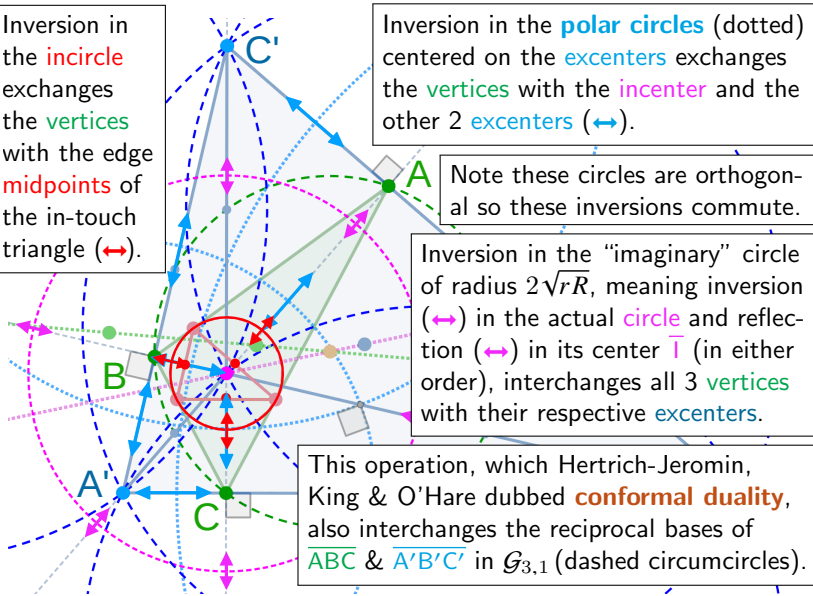 Inversion in
the incircle
exchanges
the vertices
with the edge
midpoints of
the in-touch
triangle (↔).
Inversion in the polar circles (dotted)
centered on the excenters exchanges
the vertices with the incenter and the
other 2 excenters (↔).
C'
A
Note these circles are orthogon-
al so these inversions commute.
Inversion in the “imaginary” circle
of radius 2√rR, meaning inversion
(↔) in the actual circle and reflec-
tion (↔) in its center I (in either
order), interchanges all 3 vertices
with their respective excenters.
B
A'
C
This operation, which Hertrich-Jeromin,
King & O'Hare dubbed conformal duality,
also interchanges the reciprocal bases of
A̅B̅C̅ & A̅'̅B̅'̅C̅'̅ in 𝒢3,1 (dashed circumcircles).